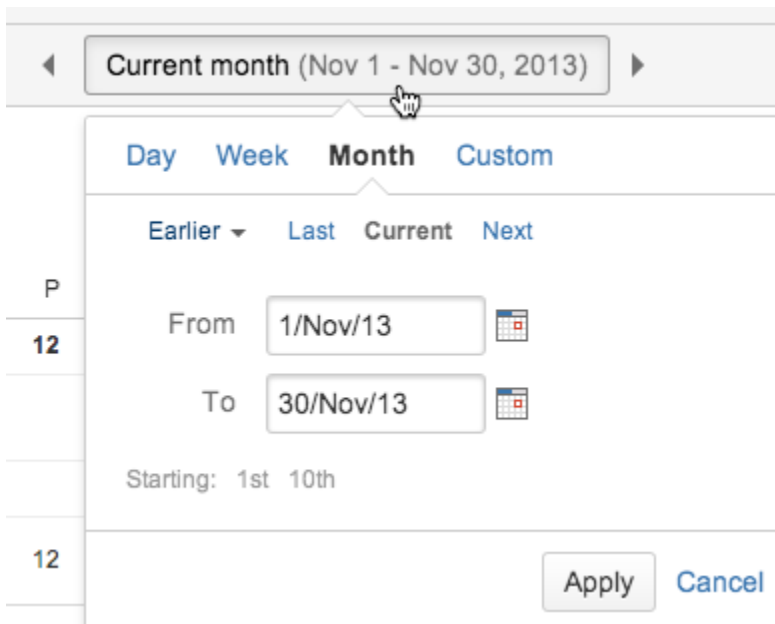 Current month (Nov 1 - Nov 30, 2013)
Day Week Month Custom
Earlier Last Current Next
P
From 1/Nov/13
12
To 30/Nov/13
Starting: 1st 10th
12
Apply Cancel